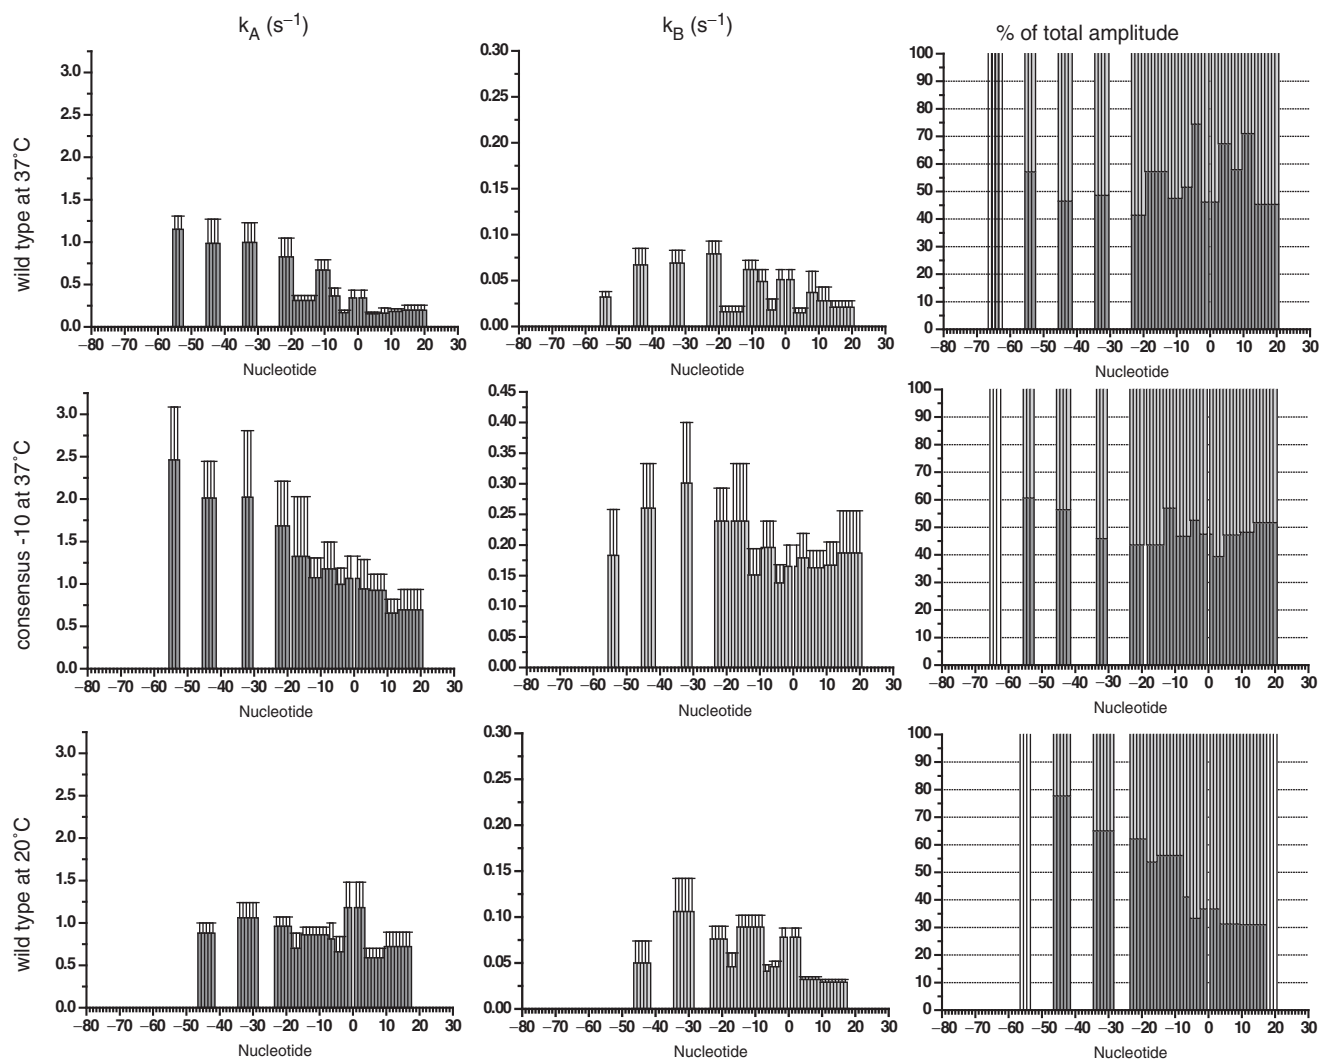 k_A (s⁻¹) k_B (s⁻¹) % of total amplitude
wild type at 37˚C
3.0 2.5 2.0 1.5 1.0 0.5 0.0
0.30 0.25 0.20 0.15 0.10 0.05 0.00
100 90 80 70 60 50 40 30 20 10 0
−80 −70 −60 −50 −40 −30 −20 −10 0 10 20 30
−80 −70 −60 −50 −40 −30 −20 −10 0 10 20 30
−80 −70 −60 −50 −40 −30 −20 −10 0 10 20 30
Nucleotide Nucleotide Nucleotide
consensus -10 at 37˚C
3.0 2.5 2.0 1.5 1.0 0.5 0.0
0.45 0.40 0.35 0.30 0.25 0.20 0.15 0.10 0.05 0.00
100 90 80 70 60 50 40 30 20 10 0
−80 −70 −60 −50 −40 −30 −20 −10 0 10 20 30
−80 −70 −60 −50 −40 −30 −20 −10 0 10 20 30
−80 −70 −60 −50 −40 −30 −20 −10 0 10 20 30
Nucleotide Nucleotide Nucleotide
wild type at 20˚C
3.0 2.5 2.0 1.5 1.0 0.5 0.0
0.30 0.25 0.20 0.15 0.10 0.05 0.00
100 90 80 70 60 50 40 30 20 10 0
−80 −70 −60 −50 −40 −30 −20 −10 0 10 20 30
−80 −70 −60 −50 −40 −30 −20 −10 0 10 20 30
−80 −70 −60 −50 −40 −30 −20 −10 0 10 20 30
Nucleotide Nucleotide Nucleotide